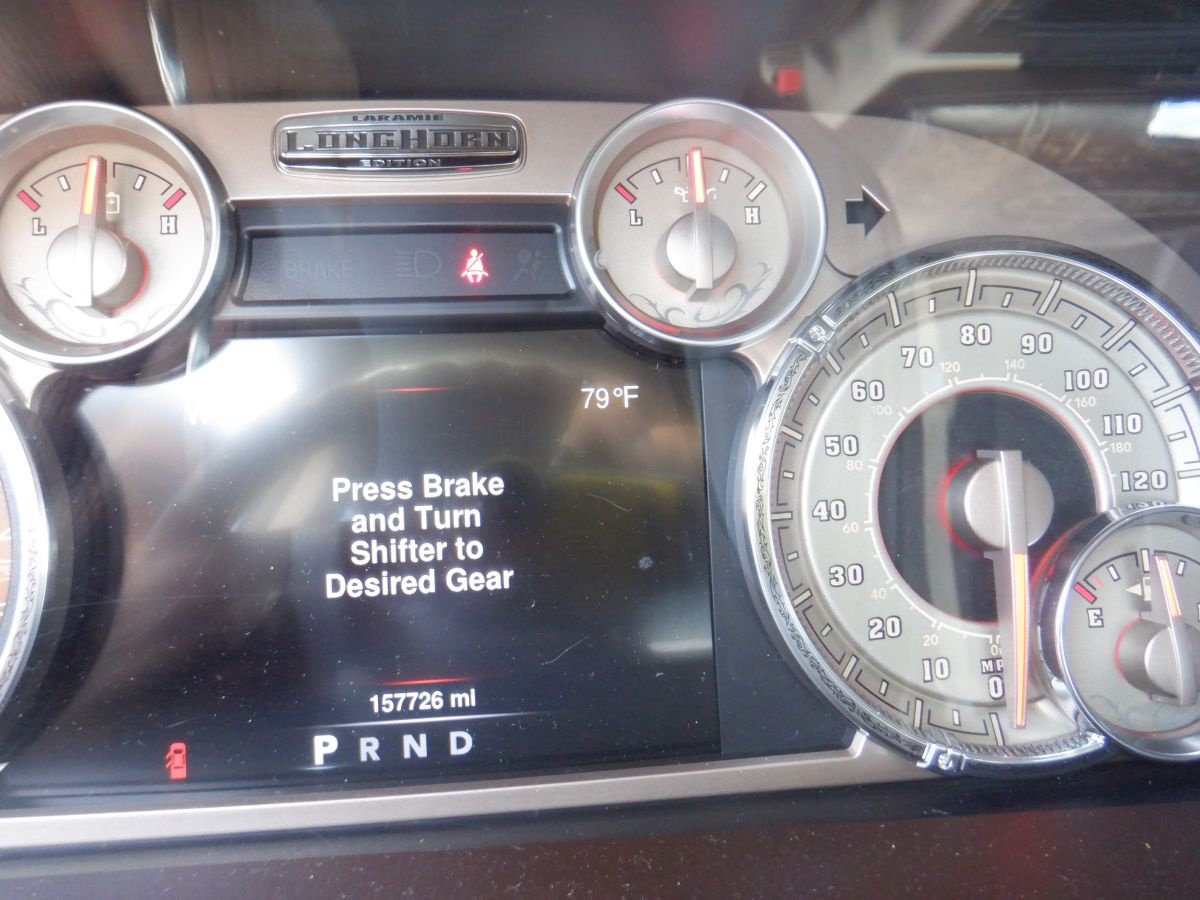 LARAMIE
LONGHORN
EDITION
L H
L H
BRAKE
79°F
Press Brake
and Turn
Shifter to
Desired Gear
157726 mi
P R N D
0 10 20 30 40 50 60 70 80 90 100 110 120
20 40 60 80 100 120 140 160 180
E